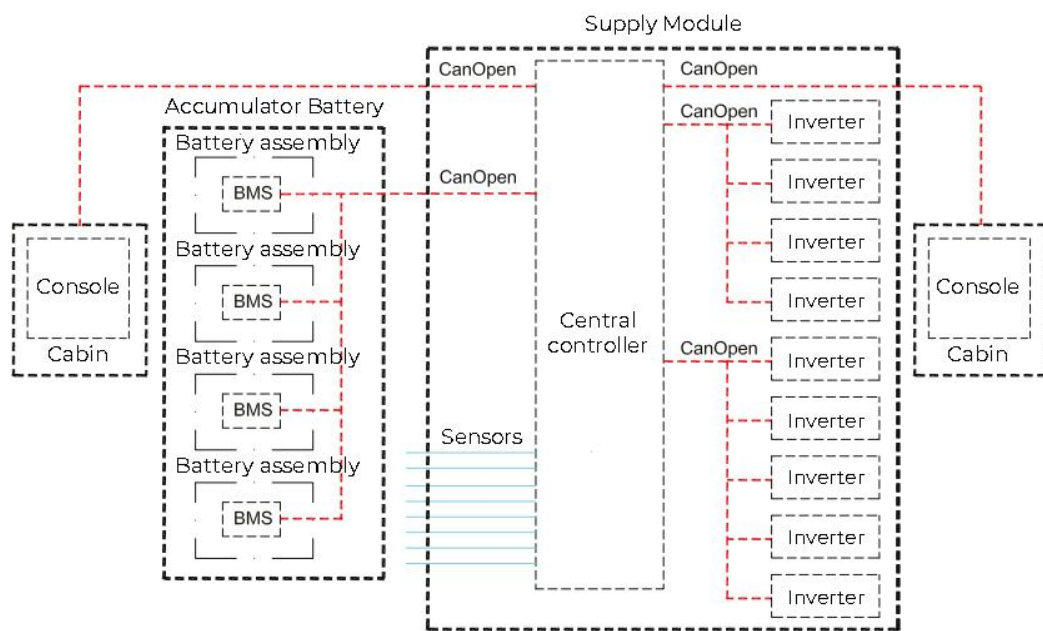 Supply Module
CanOpen
CanOpen
Accumulator Battery
CanOpen
Inverter
Battery assembly
BMS
CanOpen
Inverter
Battery assembly
Inverter
Console
Cabin
BMS
Inverter
Central
controller
Console
Cabin
Battery assembly
CanOpen
Inverter
BMS
Inverter
Sensors
Battery assembly
Inverter
BMS
Inverter
Inverter